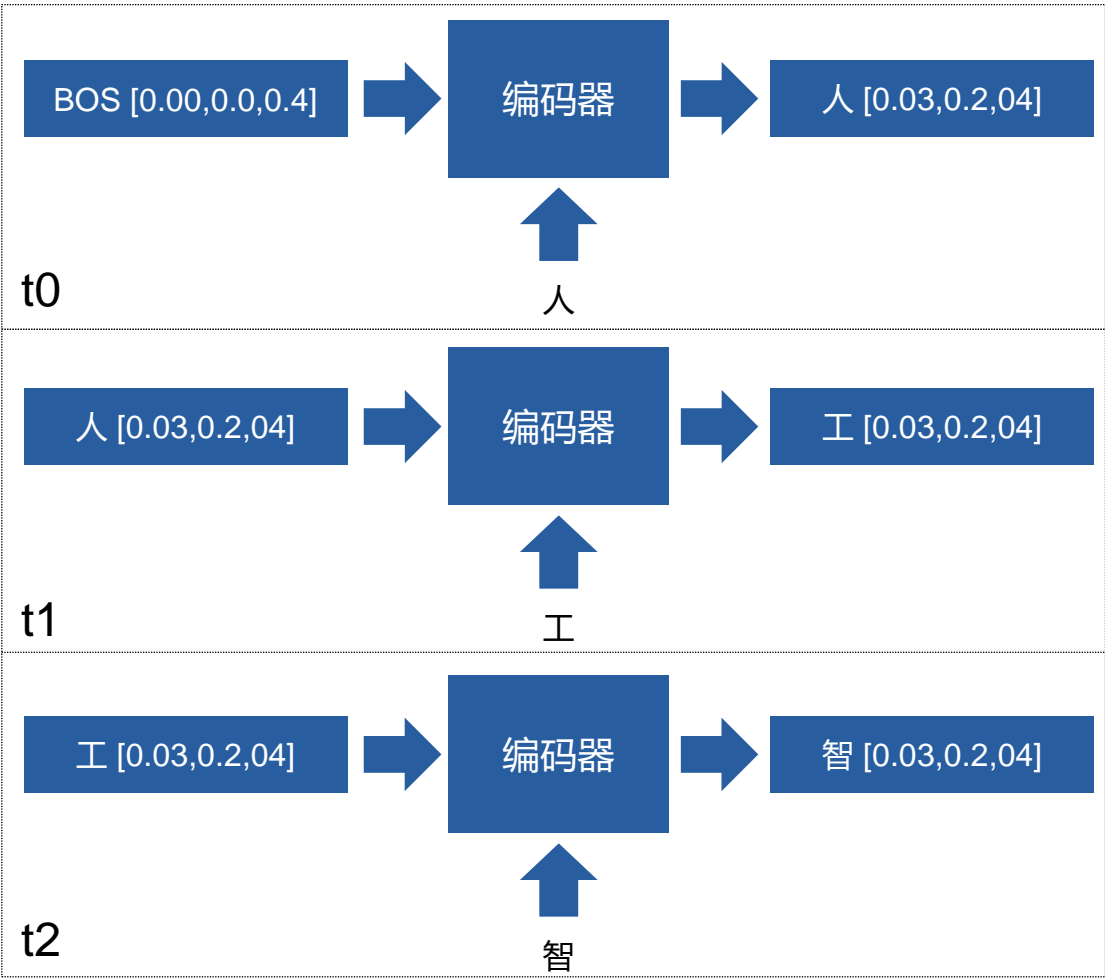 BOS [0.00,0.0,0.4]
编码器
人 [0.03,0.2,04]
人
t0
人 [0.03,0.2,04]
编码器
工 [0.03,0.2,04]
工
t1
工 [0.03,0.2,04]
编码器
智 [0.03,0.2,04]
智
t2